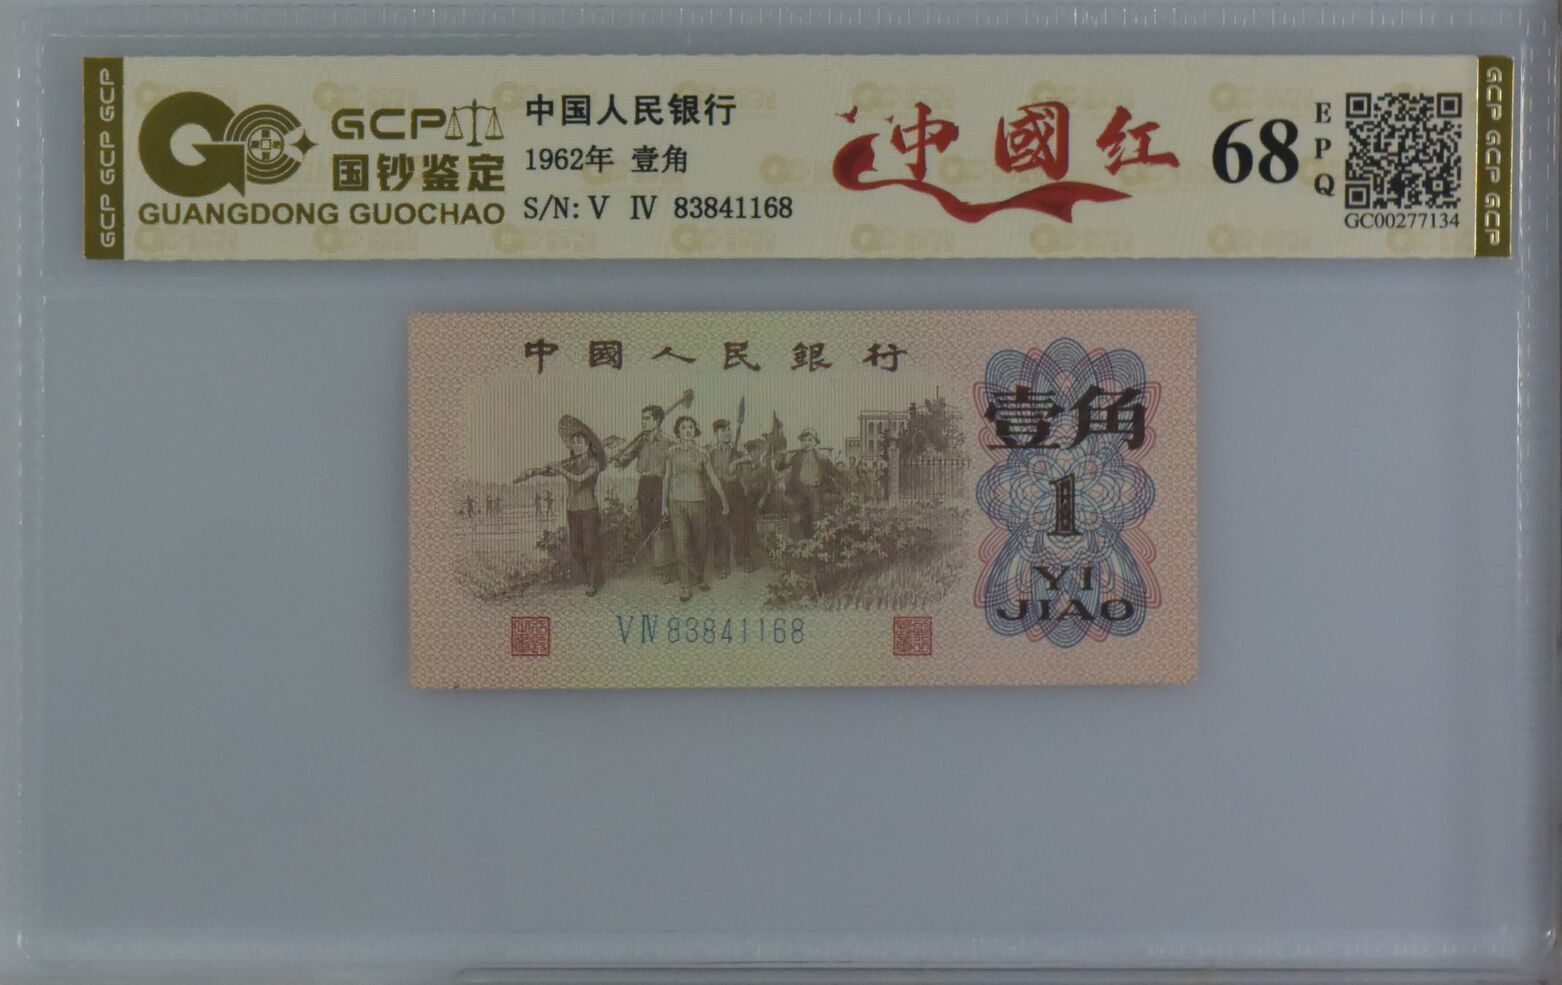 GCP GCP GCP
GCP
国钞鉴定
GUANGDONG GUOCHAO
中国人民银行
1962年 壹角
S/N: V Ⅳ 83841168
中國红
68
EPQ
GC00277134
GCP GCP GCP
中國人民銀行
壹角
1
YI
JIAO
V Ⅳ 83841168